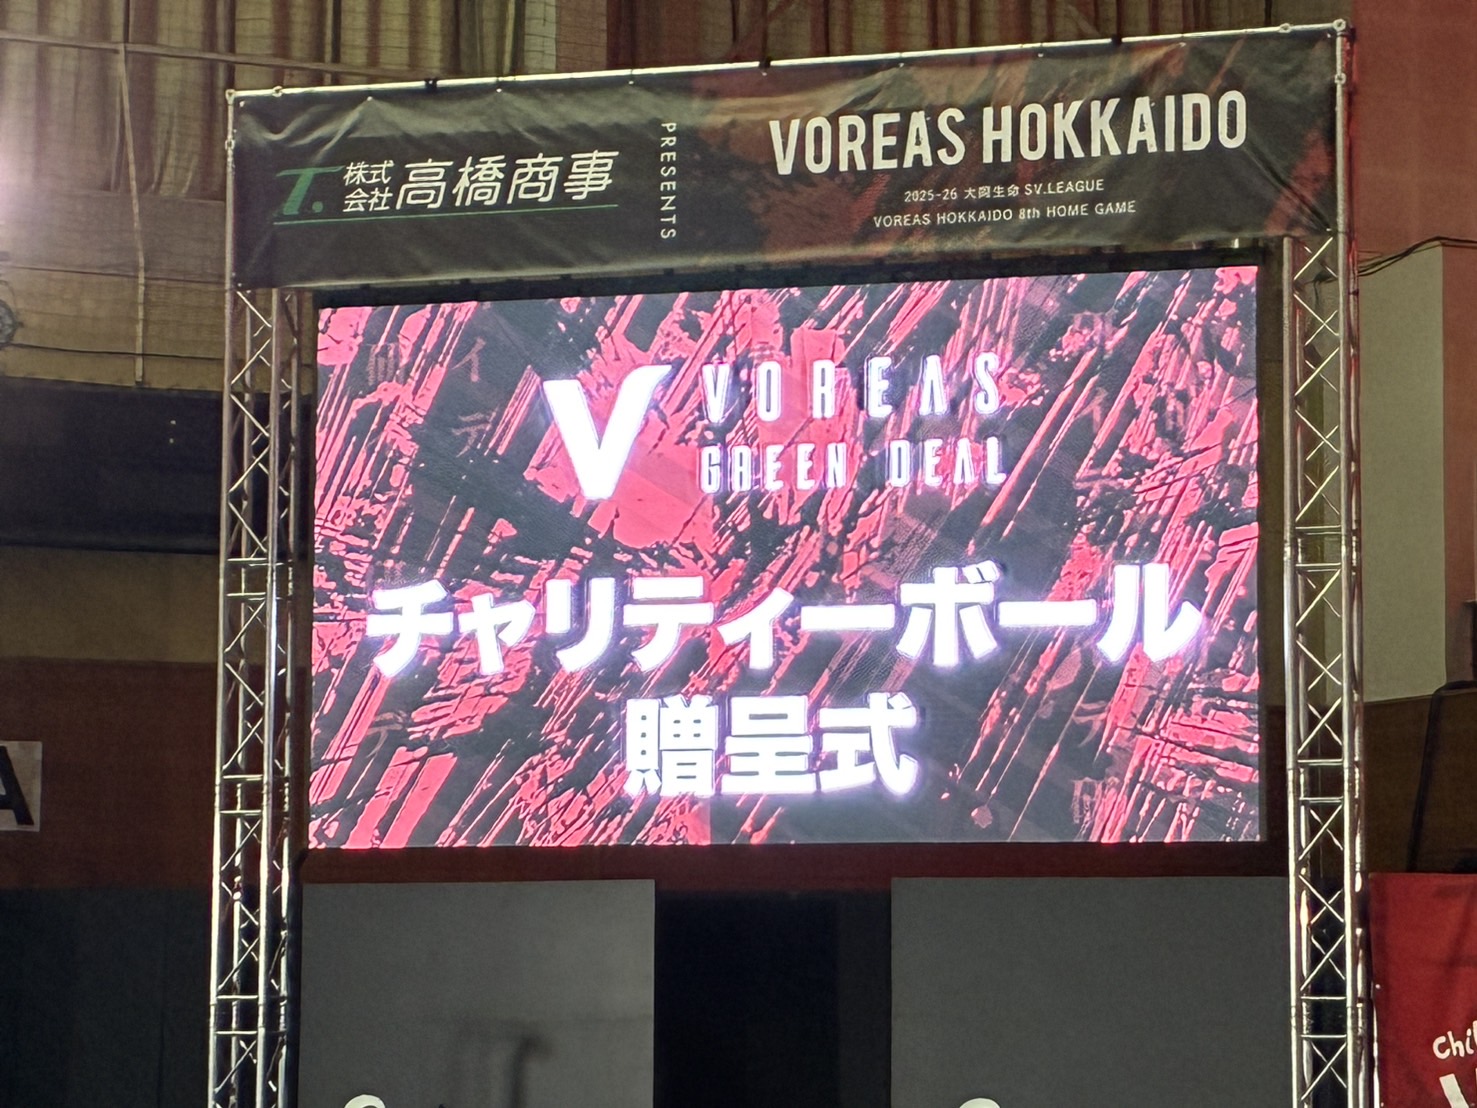 T.
株式
会社
高橋商事
PRESENTS
VOREAS HOKKAIDO
2025-26 大同生命 SV.LEAGUE
VOREAS HOKKAIDO 8th HOME GAME
V VOREAS
GREEN DEAL
チャリティーボール
贈呈式
A